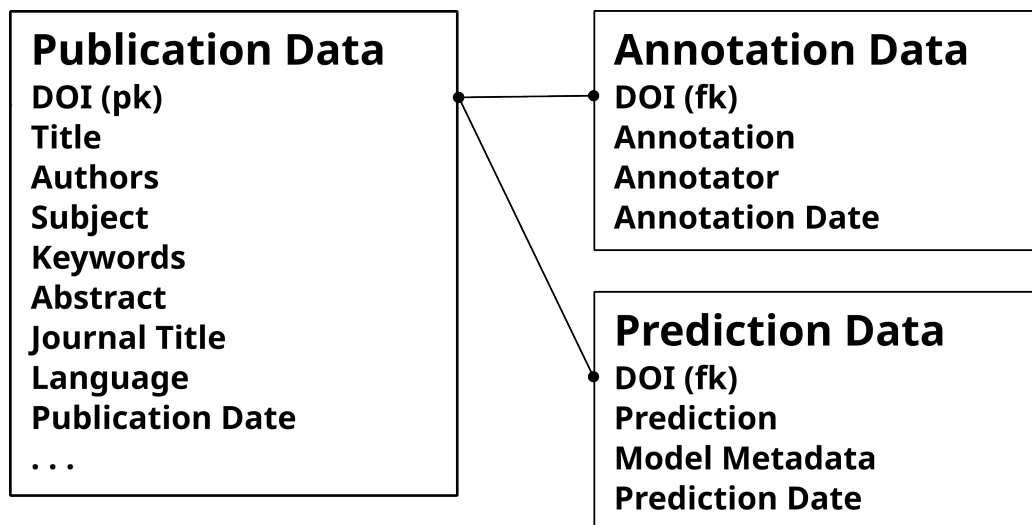 Publication Data
DOI (pk)
Title
Authors
Subject
Keywords
Abstract
Journal Title
Language
Publication Date
. . .
Annotation Data
DOI (fk)
Annotation
Annotator
Annotation Date
Prediction Data
DOI (fk)
Prediction
Model Metadata
Prediction Date